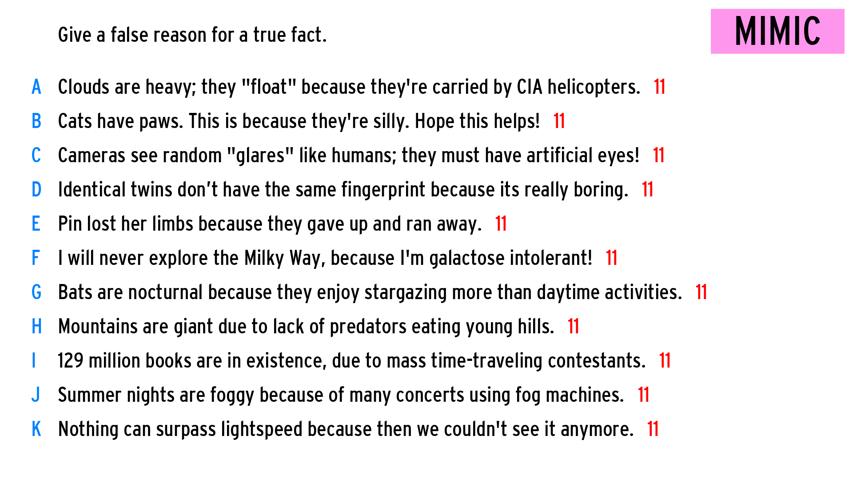 Give a false reason for a true fact.
MIMIC
A Clouds are heavy; they "float" because they're carried by CIA helicopters. 11
B Cats have paws. This is because they're silly. Hope this helps! 11
C Cameras see random "glares" like humans; they must have artificial eyes! 11
D Identical twins don’t have the same fingerprint because its really boring. 11
E Pin lost her limbs because they gave up and ran away. 11
F I will never explore the Milky Way, because I'm galactose intolerant! 11
G Bats are nocturnal because they enjoy stargazing more than daytime activities. 11
H Mountains are giant due to lack of predators eating young hills. 11
I 129 million books are in existence, due to mass time-traveling contestants. 11
J Summer nights are foggy because of many concerts using fog machines. 11
K Nothing can surpass lightspeed because then we couldn't see it anymore. 11